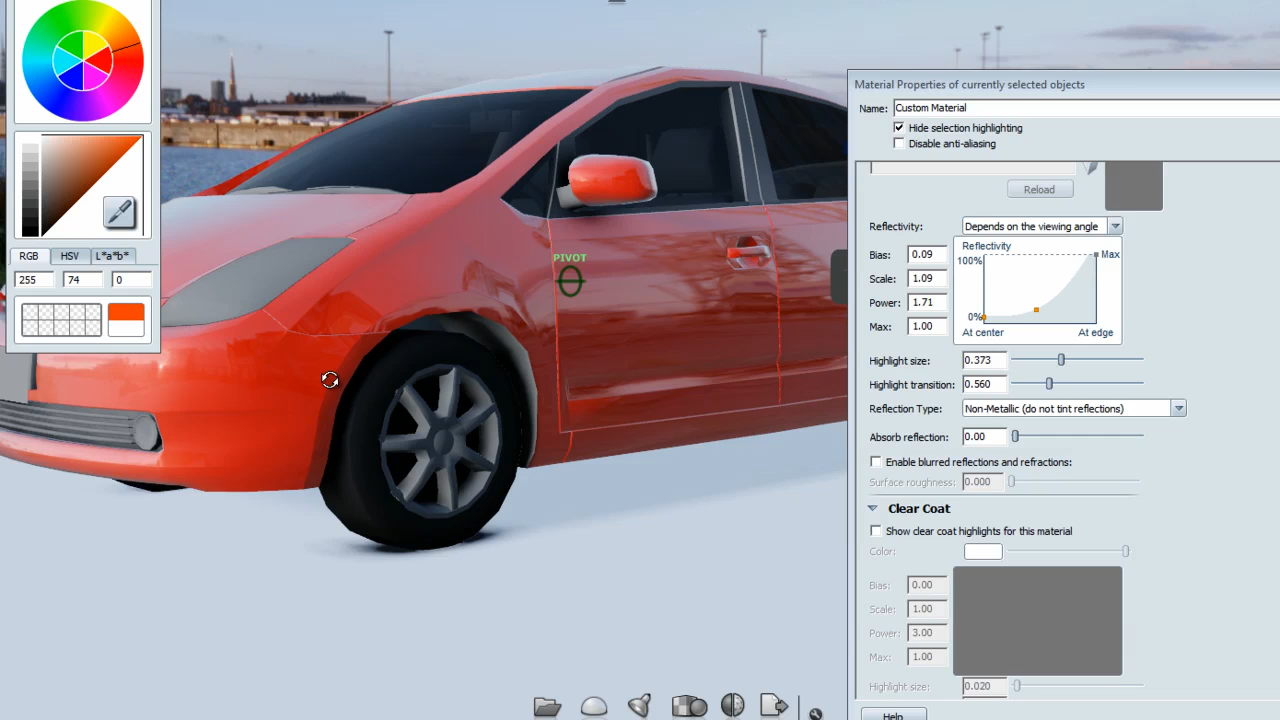 RGB HSV L*a*b*
255 74 0
PIVOT
Material Properties of currently selected objects
Name: Custom Material
Hide selection highlighting
Disable anti-aliasing
Reload
Reflectivity: Depends on the viewing angle
Reflectivity
Bias: 0.09
100% Max
Scale: 1.09
Power: 1.71
0%
Max: 1.00
At center At edge
Highlight size: 0.373
Highlight transition: 0.560
Reflection Type: Non-Metallic (do not tint reflections)
Absorb reflection: 0.00
Enable blurred reflections and refractions:
Surface roughness: 0.000
Clear Coat
Show clear coat highlights for this material
Color:
Bias: 0.00
Scale: 1.00
Power: 3.00
Max: 1.00
Highlight size: 0.020
Help